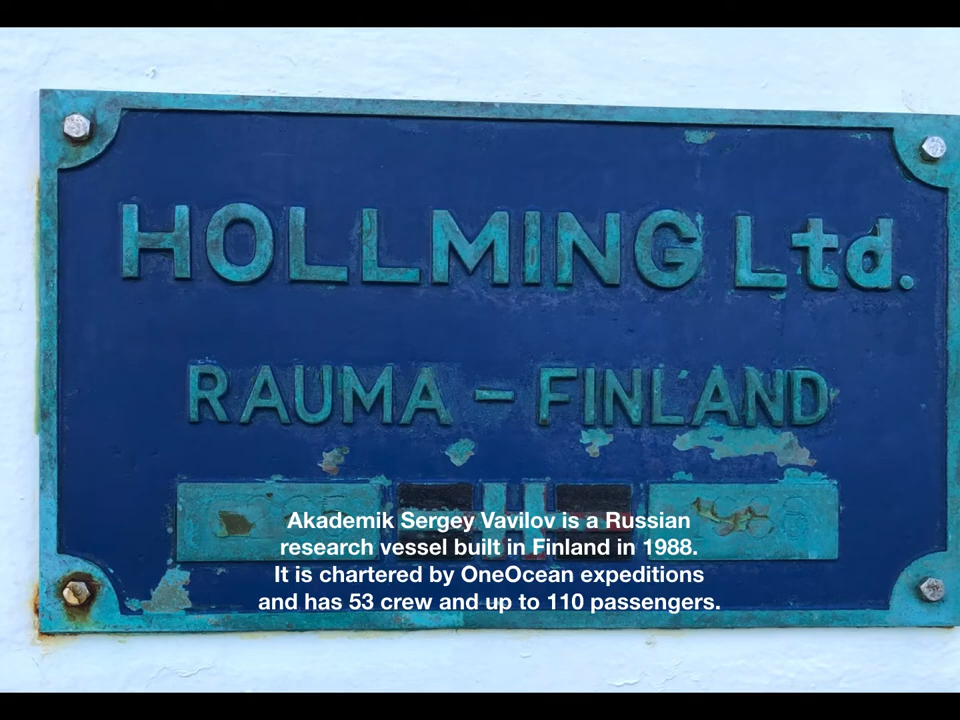 HOLLMING Ltd.
RAUMA - FINLAND
Akademik Sergey Vavilov is a Russian
research vessel built in Finland in 1988.
It is chartered by OneOcean expeditions
and has 53 crew and up to 110 passengers.